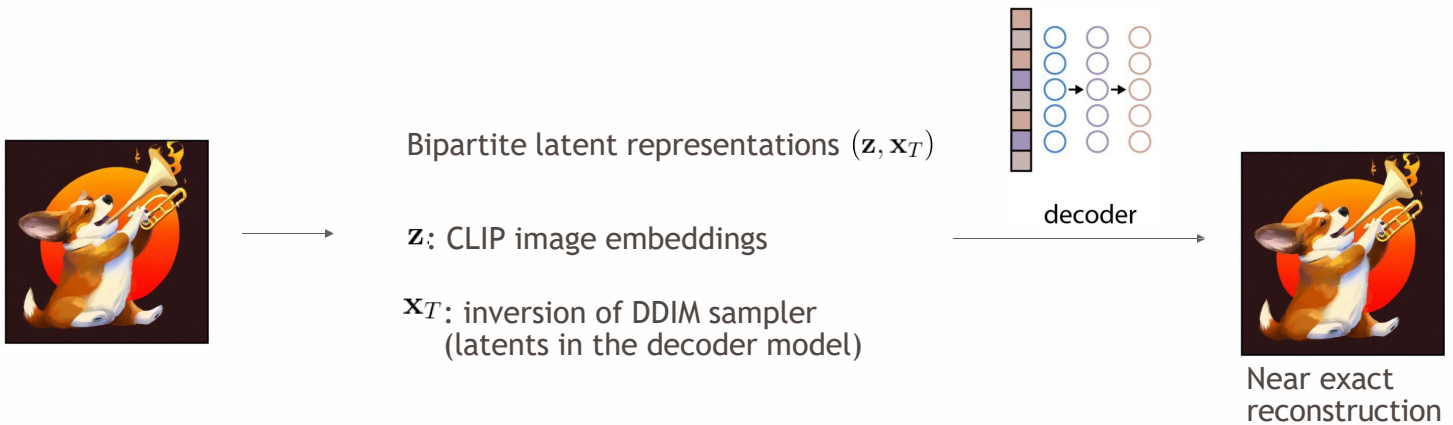 Bipartite latent representations (z, x_T)
decoder
z: CLIP image embeddings
x_T: inversion of DDIM sampler
(latents in the decoder model)
Near exact
reconstruction